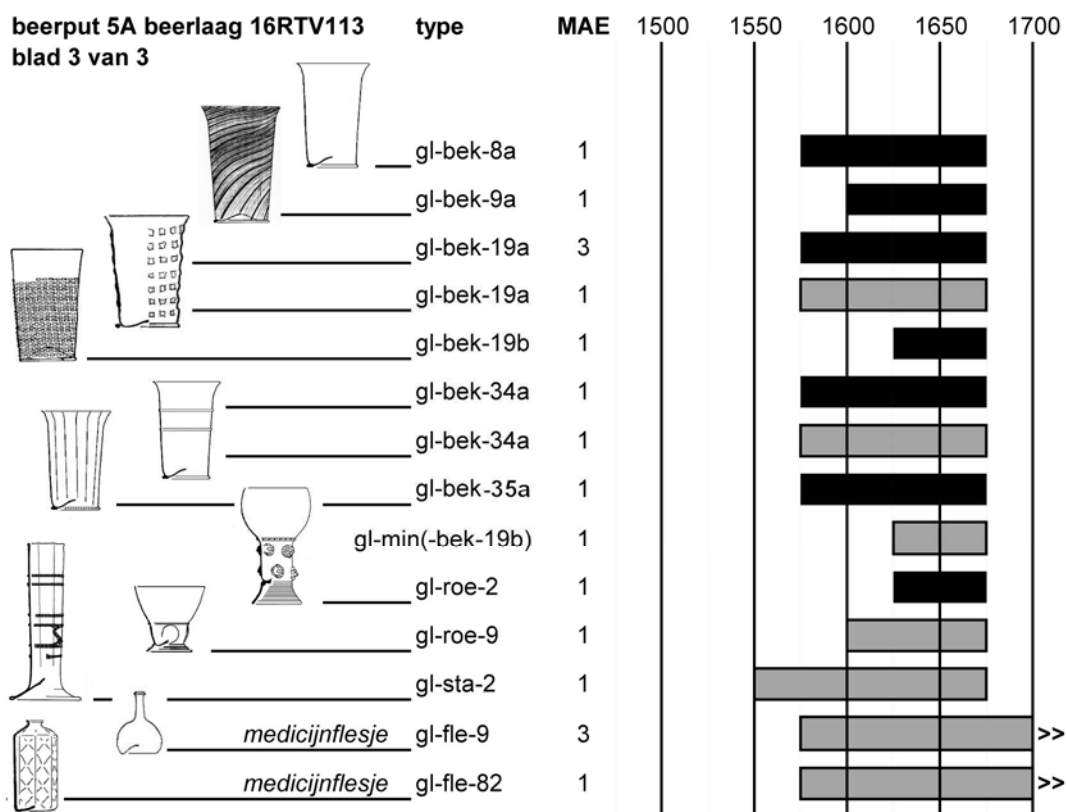 beerput 5A beerlaag 16RTV113 type MAE 1500 1550 1600 1650 1700
blad 3 van 3
gl-bek-8a 1
gl-bek-9a 1
gl-bek-19a 3
gl-bek-19a 1
gl-bek-19b 1
gl-bek-34a 1
gl-bek-34a 1
gl-bek-35a 1
gl-min(-bek-19b) 1
gl-roe-2 1
gl-roe-9 1
gl-sta-2 1
medicijnflesje gl-fle-9 3 >>
medicijnflesje gl-fle-82 1 >>